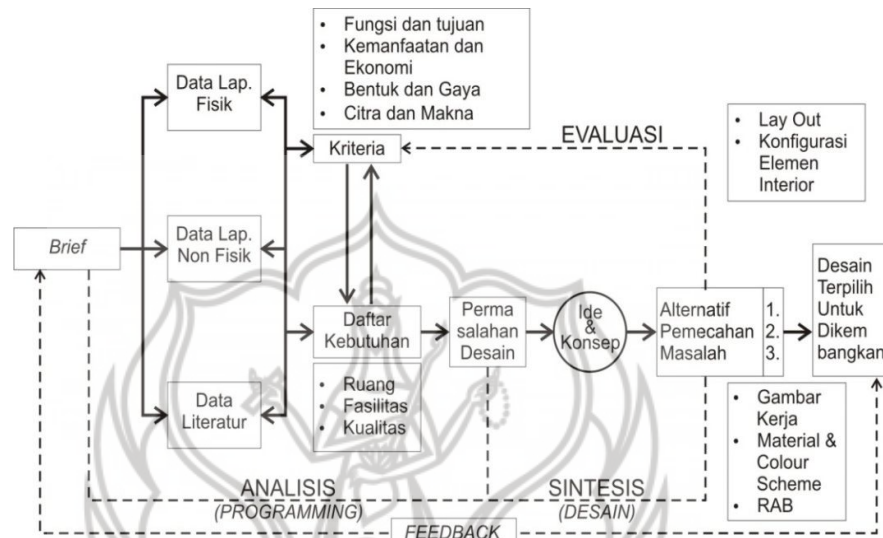 • Fungsi dan tujuan
• Kemanfaatan dan
Ekonomi
• Bentuk dan Gaya
• Citra dan Makna
Data Lap.
Fisik
Kriteria
EVALUASI
• Lay Out
• Konfigurasi
Elemen
Interior
Brief
Data Lap.
Non Fisik
Daftar
Kebutuhan
• Ruang
• Fasilitas
• Kualitas
Data
Literatur
Perma
salahan
Desain
Ide
&
Konsep
Alternatif
Pemecahan
Masalah
1.
2.
3.
Desain
Terpilih
Untuk
Dikem
bangkan
• Gambar
Kerja
• Material &
Colour
Scheme
• RAB
ANALISIS
(PROGRAMMING)
SINTESIS
(DESAIN)
FEEDBACK